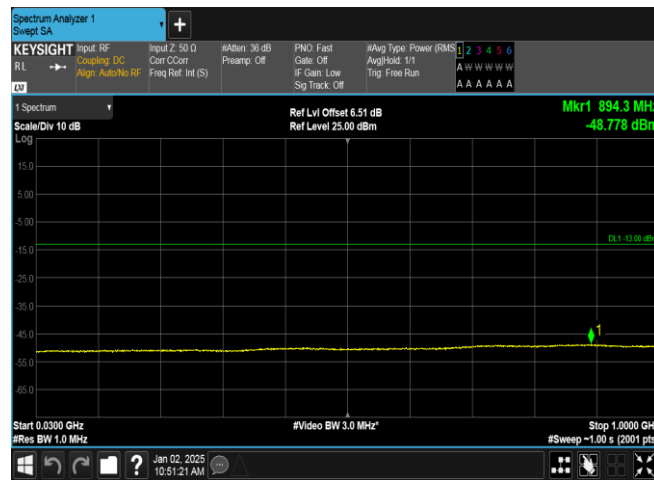 Spectrum Analyzer 1
Swept SA
+
KEYSIGHT Input: RF Input Z: 50 Ω #Atten: 36 dB PNO: Fast #Avg Type: Power (RMS 1 2 3 4 5 6
RL Coupling: DC Corr CCorr Preamp: Off Gate: Off Avg|Hold: 1/1 A W W W W W
Align: Auto/No RF Freq Ref: Int (S) IF Gain: Low Trig: Free Run
Sig Track: Off A A A A A A
LXI
1 Spectrum Ref Lvl Offset 6.51 dB Mkr1 894.3 MHz
Scale/Div 10 dB Ref Level 25.00 dBm -48.778 dBm
Log
15.0
5.00
-5.00
DL1 -13.00 dBm
-15.0
-25.0
-35.0
1
-45.0
-55.0
-65.0
Start 0.0300 GHz #Video BW 3.0 MHz* Stop 1.0000 GH
#Res BW 1.0 MHz #Sweep ~1.00 s (2001 pts
? Jan 02, 2025
10:51:21 AM